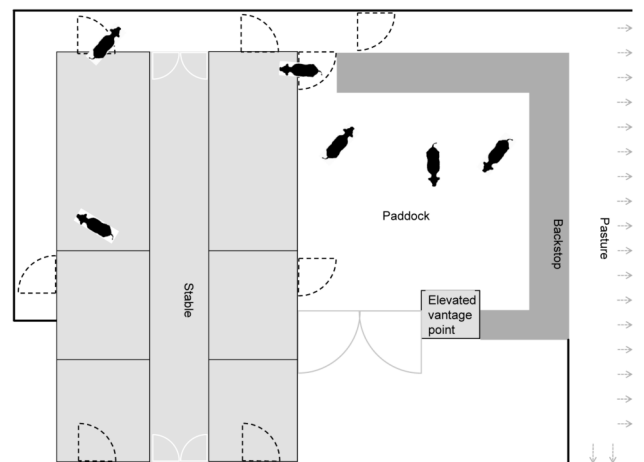 Paddock
Stable
Elevated
vantage
point
Backstop
Pasture